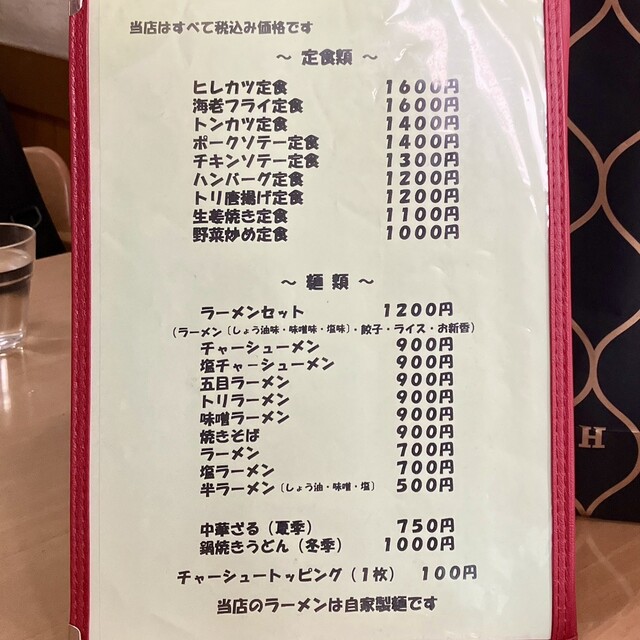 当店はすべて税込み価格です
～ 定食類 ～
ヒレカツ定食 1600円
海老フライ定食 1600円
トンカツ定食 1400円
ポークソテー定食 1400円
チキンソテー定食 1300円
ハンバーグ定食 1200円
トリ唐揚げ定食 1200円
生姜焼き定食 1100円
野菜炒め定食 1000円
～ 麺 類 ～
ラーメンセット 1200円
（ラーメン〔しょう油味・味噌味・塩味〕・餃子・ライス・お新香）
チャーシューメン 900円
塩チャーシューメン 900円
五目ラーメン 900円
トリラーメン 900円
味噌ラーメン 900円
焼きそば 900円
ラーメン 700円
塩ラーメン 700円
半ラーメン〔しょう油・味噌・塩〕 500円
中華ざる（夏季） 750円
鍋焼きうどん（冬季） 1000円
チャーシュートッピング（1枚） 100円
当店のラーメンは自家製麺です
H